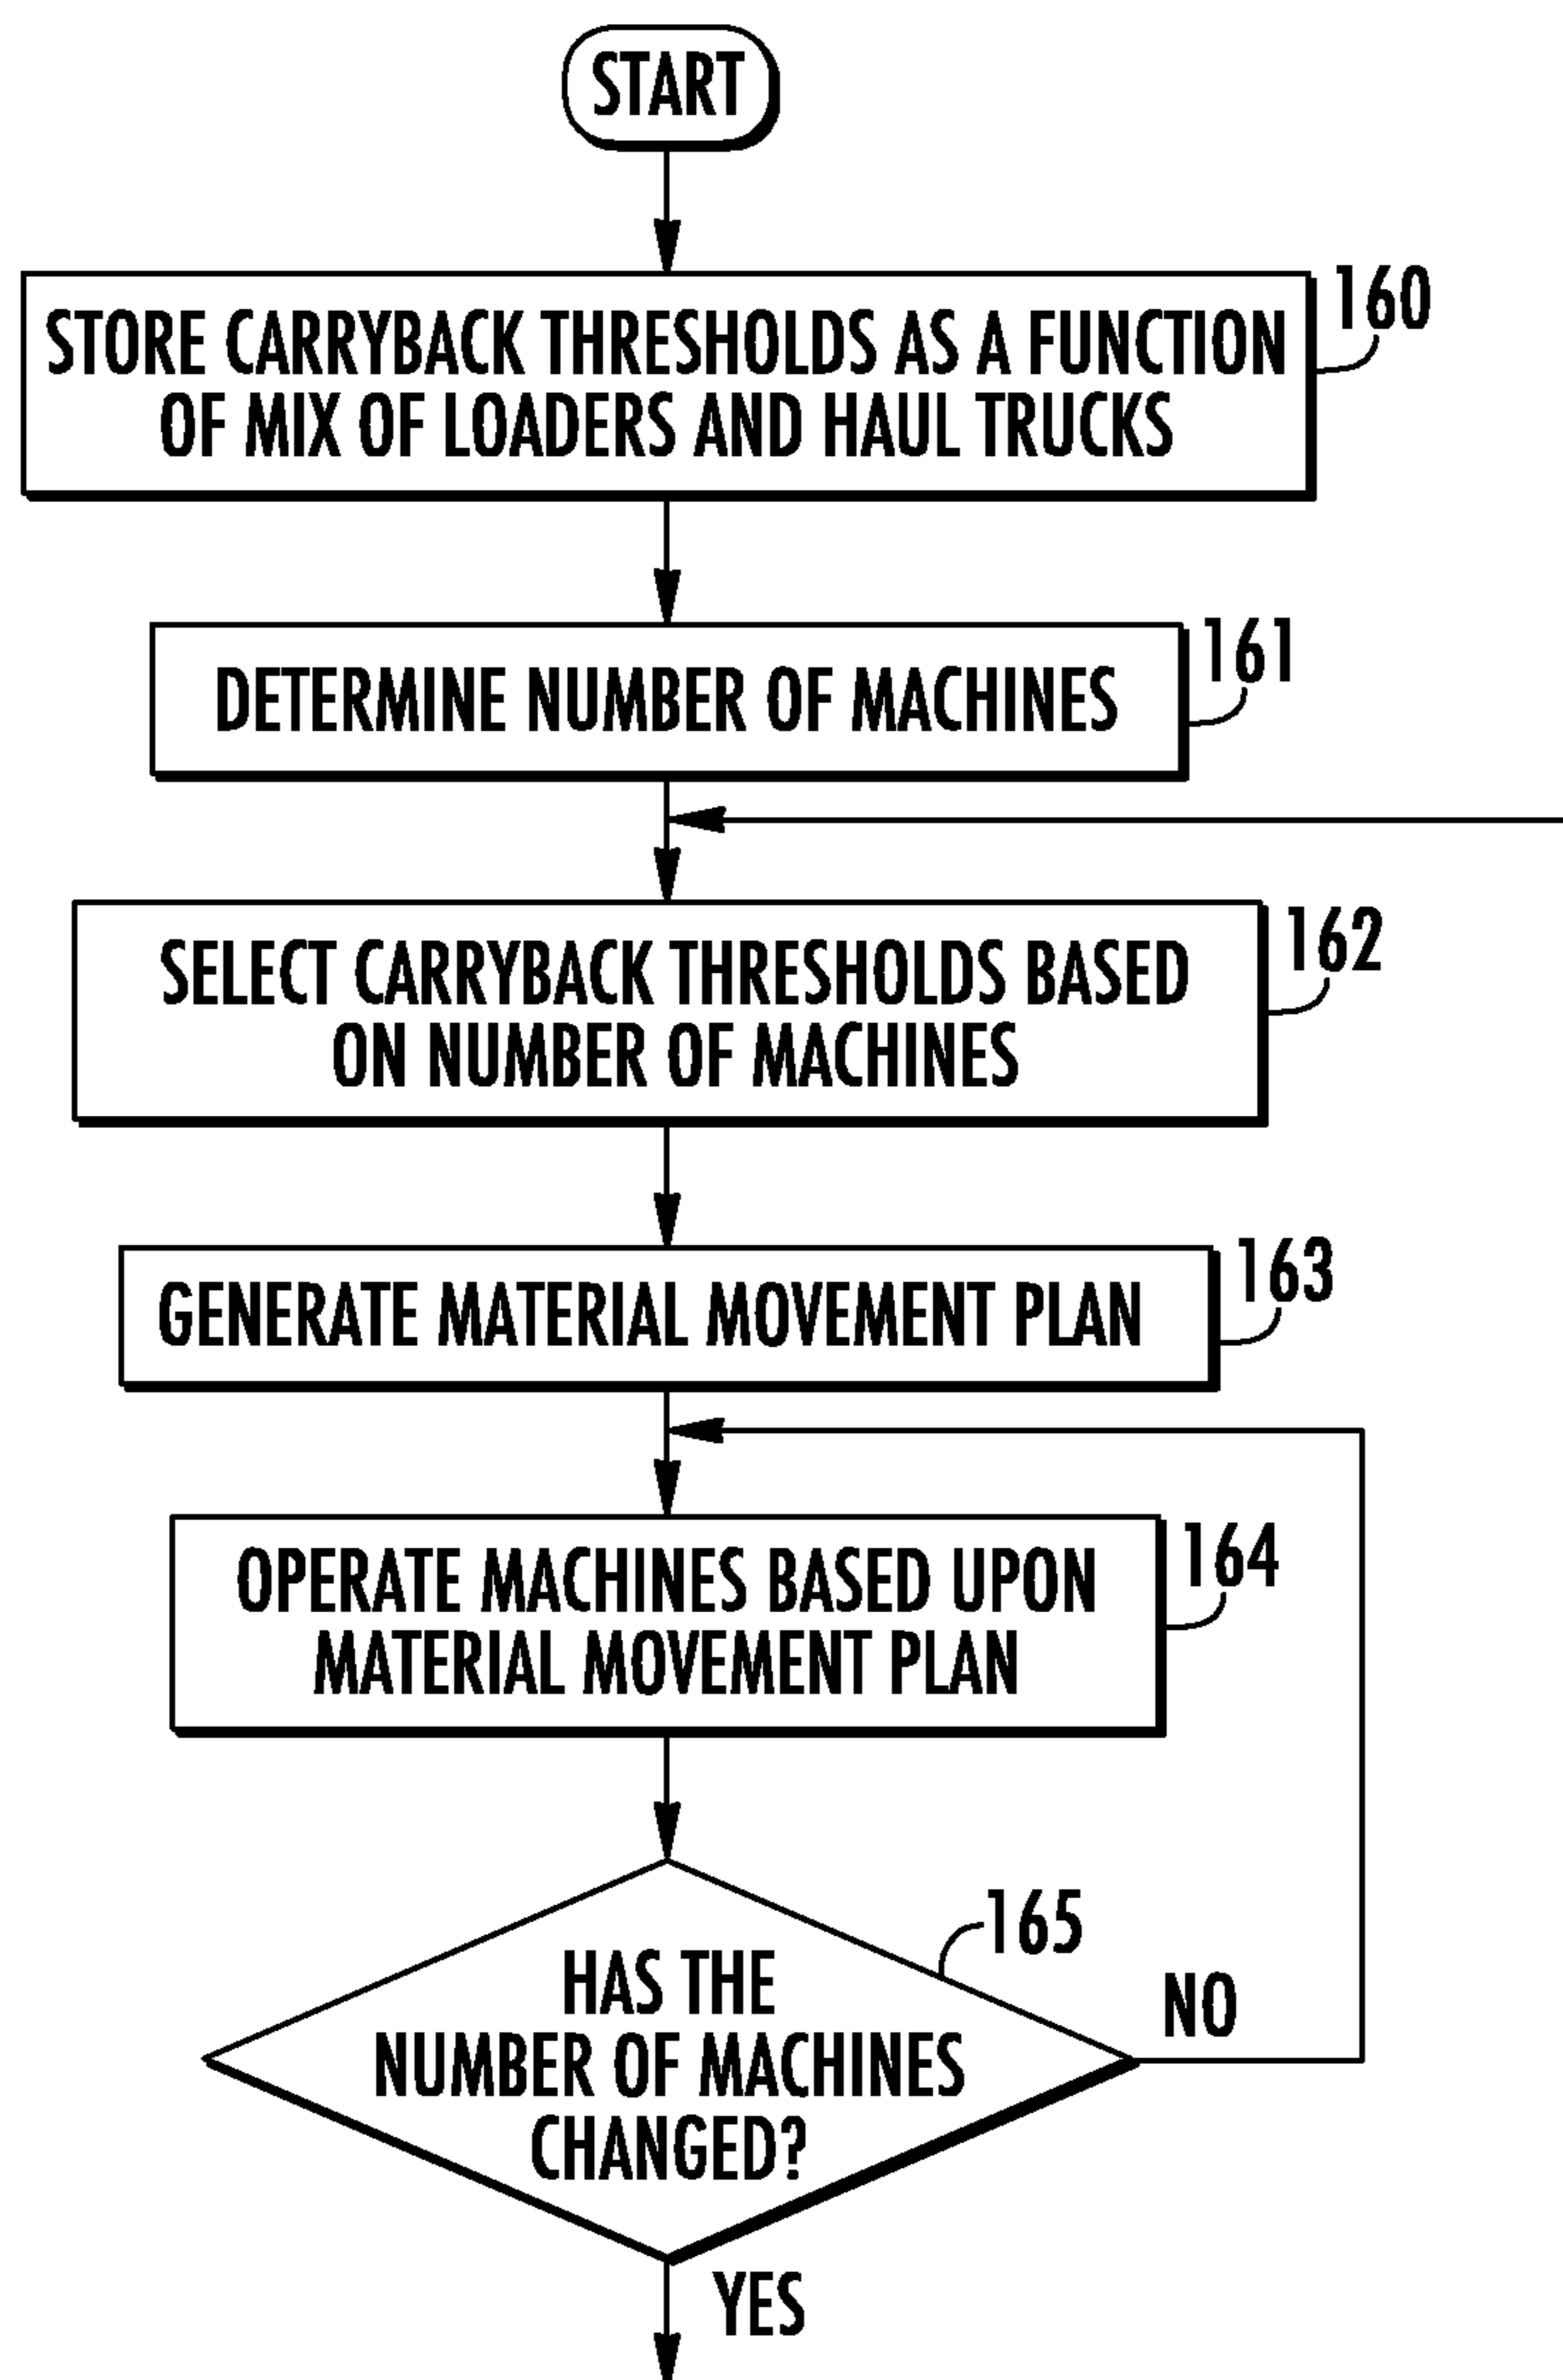 START
160
STORE CARRYBACK THRESHOLDS AS A FUNCTION
OF MIX OF LOADERS AND HAUL TRUCKS
161
DETERMINE NUMBER OF MACHINES
162
SELECT CARRYBACK THRESHOLDS BASED
ON NUMBER OF MACHINES
163
GENERATE MATERIAL MOVEMENT PLAN
164
OPERATE MACHINES BASED UPON
MATERIAL MOVEMENT PLAN
165
HAS THE
NUMBER OF MACHINES
CHANGED?
NO
YES